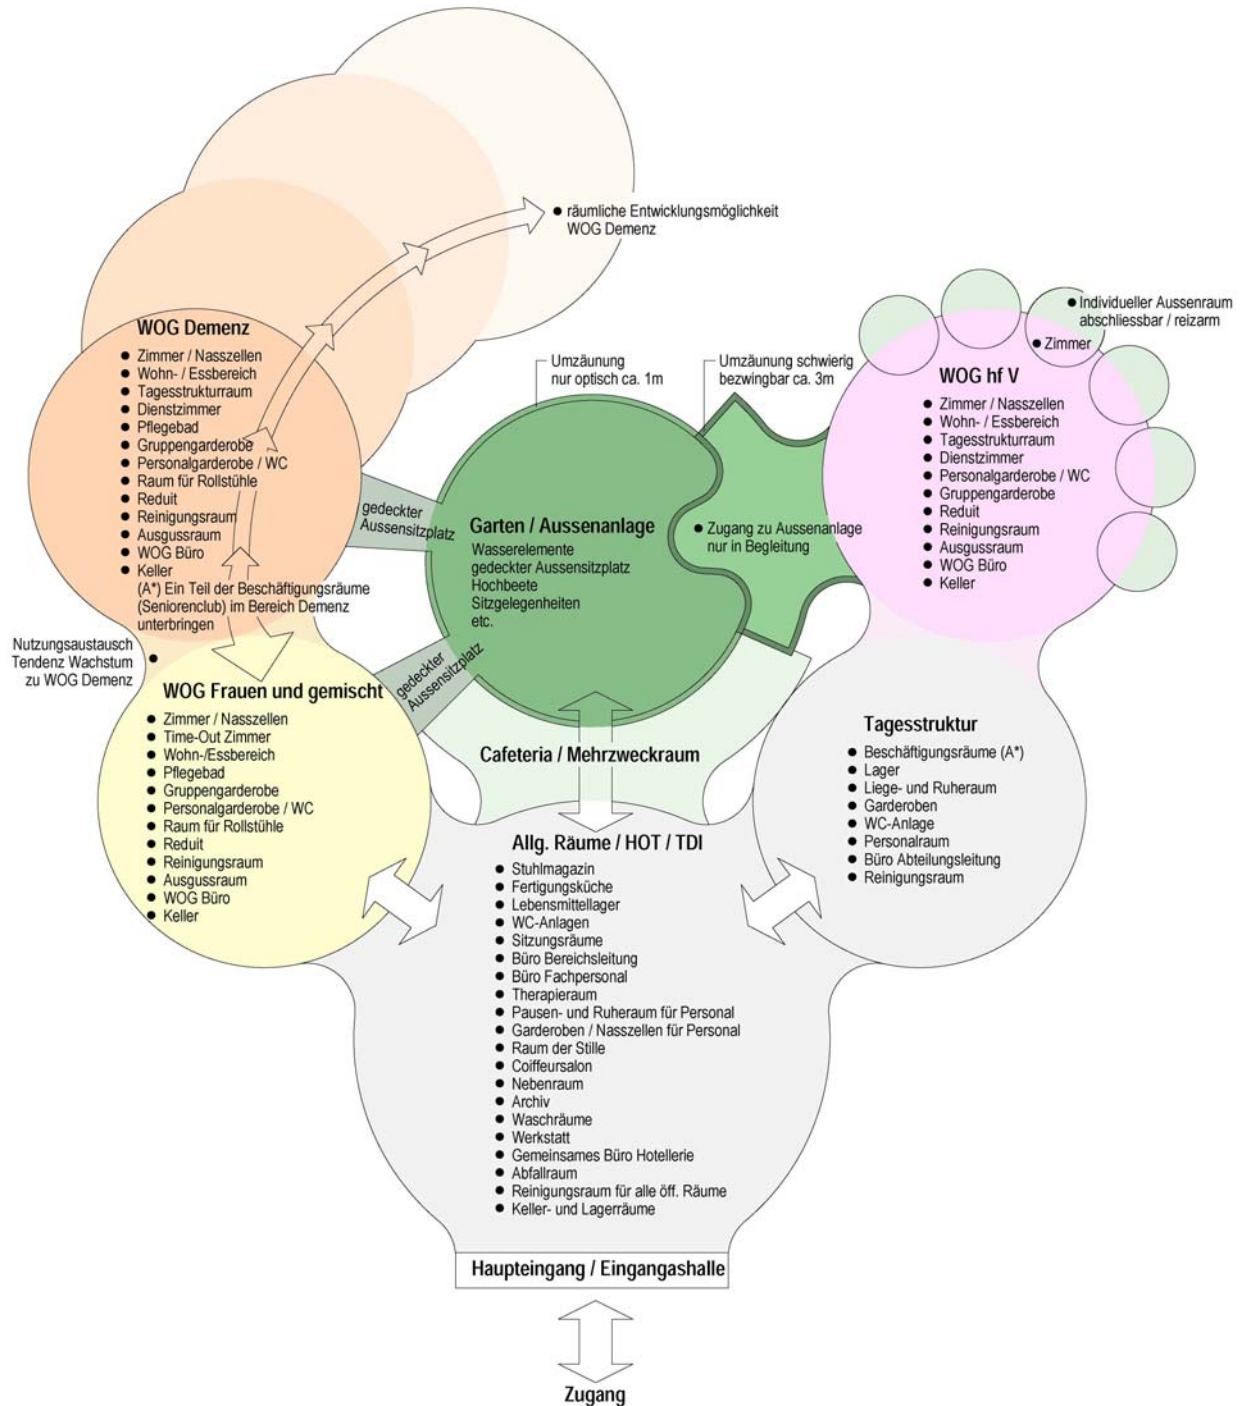 ● räumliche Entwicklungsmöglichkeit
WOG Demenz
WOG Demenz
● Zimmer / Nasszellen
● Wohn- / Essbereich
● Tagesstrukturraum
● Dienstzimmer
● Pflegebad
● Gruppengarderobe
● Personalgarderobe / WC
● Raum für Rollstühle
● Reduit
● Reinigungsraum
● Ausgussraum
● WOG Büro
● Keller
(A*) Ein Teil der Beschäftigungsräume
(Seniorenclub) im Bereich Demenz
unterbringen
Nutzungsaustausch
Tendenz Wachstum ●
zu WOG Demenz
WOG Frauen und gemischt
● Zimmer / Nasszellen
● Time-Out Zimmer
● Wohn-/Essbereich
● Pflegebad
● Gruppengarderobe
● Personalgarderobe / WC
● Raum für Rollstühle
● Reduit
● Reinigungsraum
● Ausgussraum
● WOG Büro
● Keller
gedeckter
Aussensitzplatz
gedeckter
Aussensitzplatz
Umzäunung
nur optisch ca. 1m
Umzäunung schwierig
bezwingbar ca. 3m
Garten / Aussenanlage
Wasserelemente
gedeckter Aussensitzplatz
Hochbeete
Sitzgelegenheiten
etc.
● Zugang zu Aussenanlage
nur in Begleitung
● Individueller Aussenraum
abschliessbar / reizarm
● Zimmer
WOG hf V
● Zimmer / Nasszellen
● Wohn- / Essbereich
● Tagesstrukturraum
● Dienstzimmer
● Personalgarderobe / WC
● Gruppengarderobe
● Reduit
● Reinigungsraum
● Ausgussraum
● WOG Büro
● Keller
Tagesstruktur
● Beschäftigungsräume (A*)
● Lager
● Liege- und Ruheraum
● Garderoben
● WC-Anlage
● Personalraum
● Büro Abteilungsleitung
● Reinigungsraum
Cafeteria / Mehrzweckraum
Allg. Räume / HOT / TDI
● Stuhlmagazin
● Fertigungsküche
● Lebensmittellager
● WC-Anlagen
● Sitzungsräume
● Büro Bereichsleitung
● Büro Fachpersonal
● Therapieraum
● Pausen- und Ruheraum für Personal
● Garderoben / Nasszellen für Personal
● Raum der Stille
● Coiffeursalon
● Nebenraum
● Archiv
● Waschräume
● Werkstatt
● Gemeinsames Büro Hotellerie
● Abfallraum
● Reinigungsraum für alle öff. Räume
● Keller- und Lagerräume
Haupteingang / Eingangashalle
Zugang